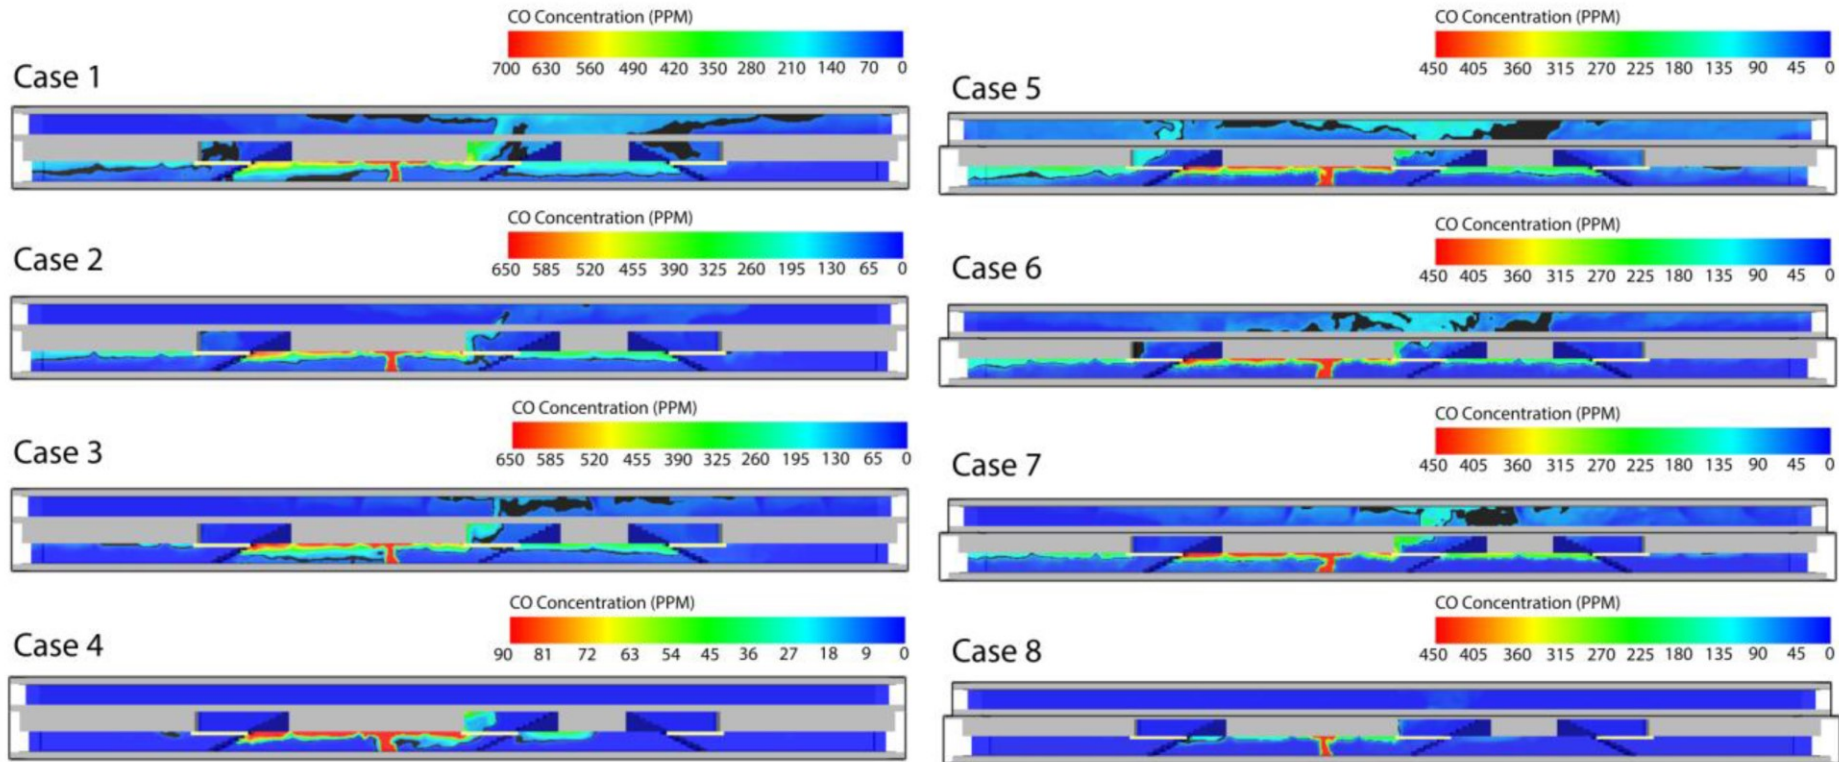 CO Concentration (PPM)
700 630 560 490 420 350 280 210 140 70 0
Case 1
CO Concentration (PPM)
650 585 520 455 390 325 260 195 130 65 0
Case 2
CO Concentration (PPM)
650 585 520 455 390 325 260 195 130 65 0
Case 3
CO Concentration (PPM)
90 81 72 63 54 45 36 27 18 9 0
Case 4
CO Concentration (PPM)
450 405 360 315 270 225 180 135 90 45 0
Case 5
CO Concentration (PPM)
450 405 360 315 270 225 180 135 90 45 0
Case 6
CO Concentration (PPM)
450 405 360 315 270 225 180 135 90 45 0
Case 7
CO Concentration (PPM)
450 405 360 315 270 225 180 135 90 45 0
Case 8